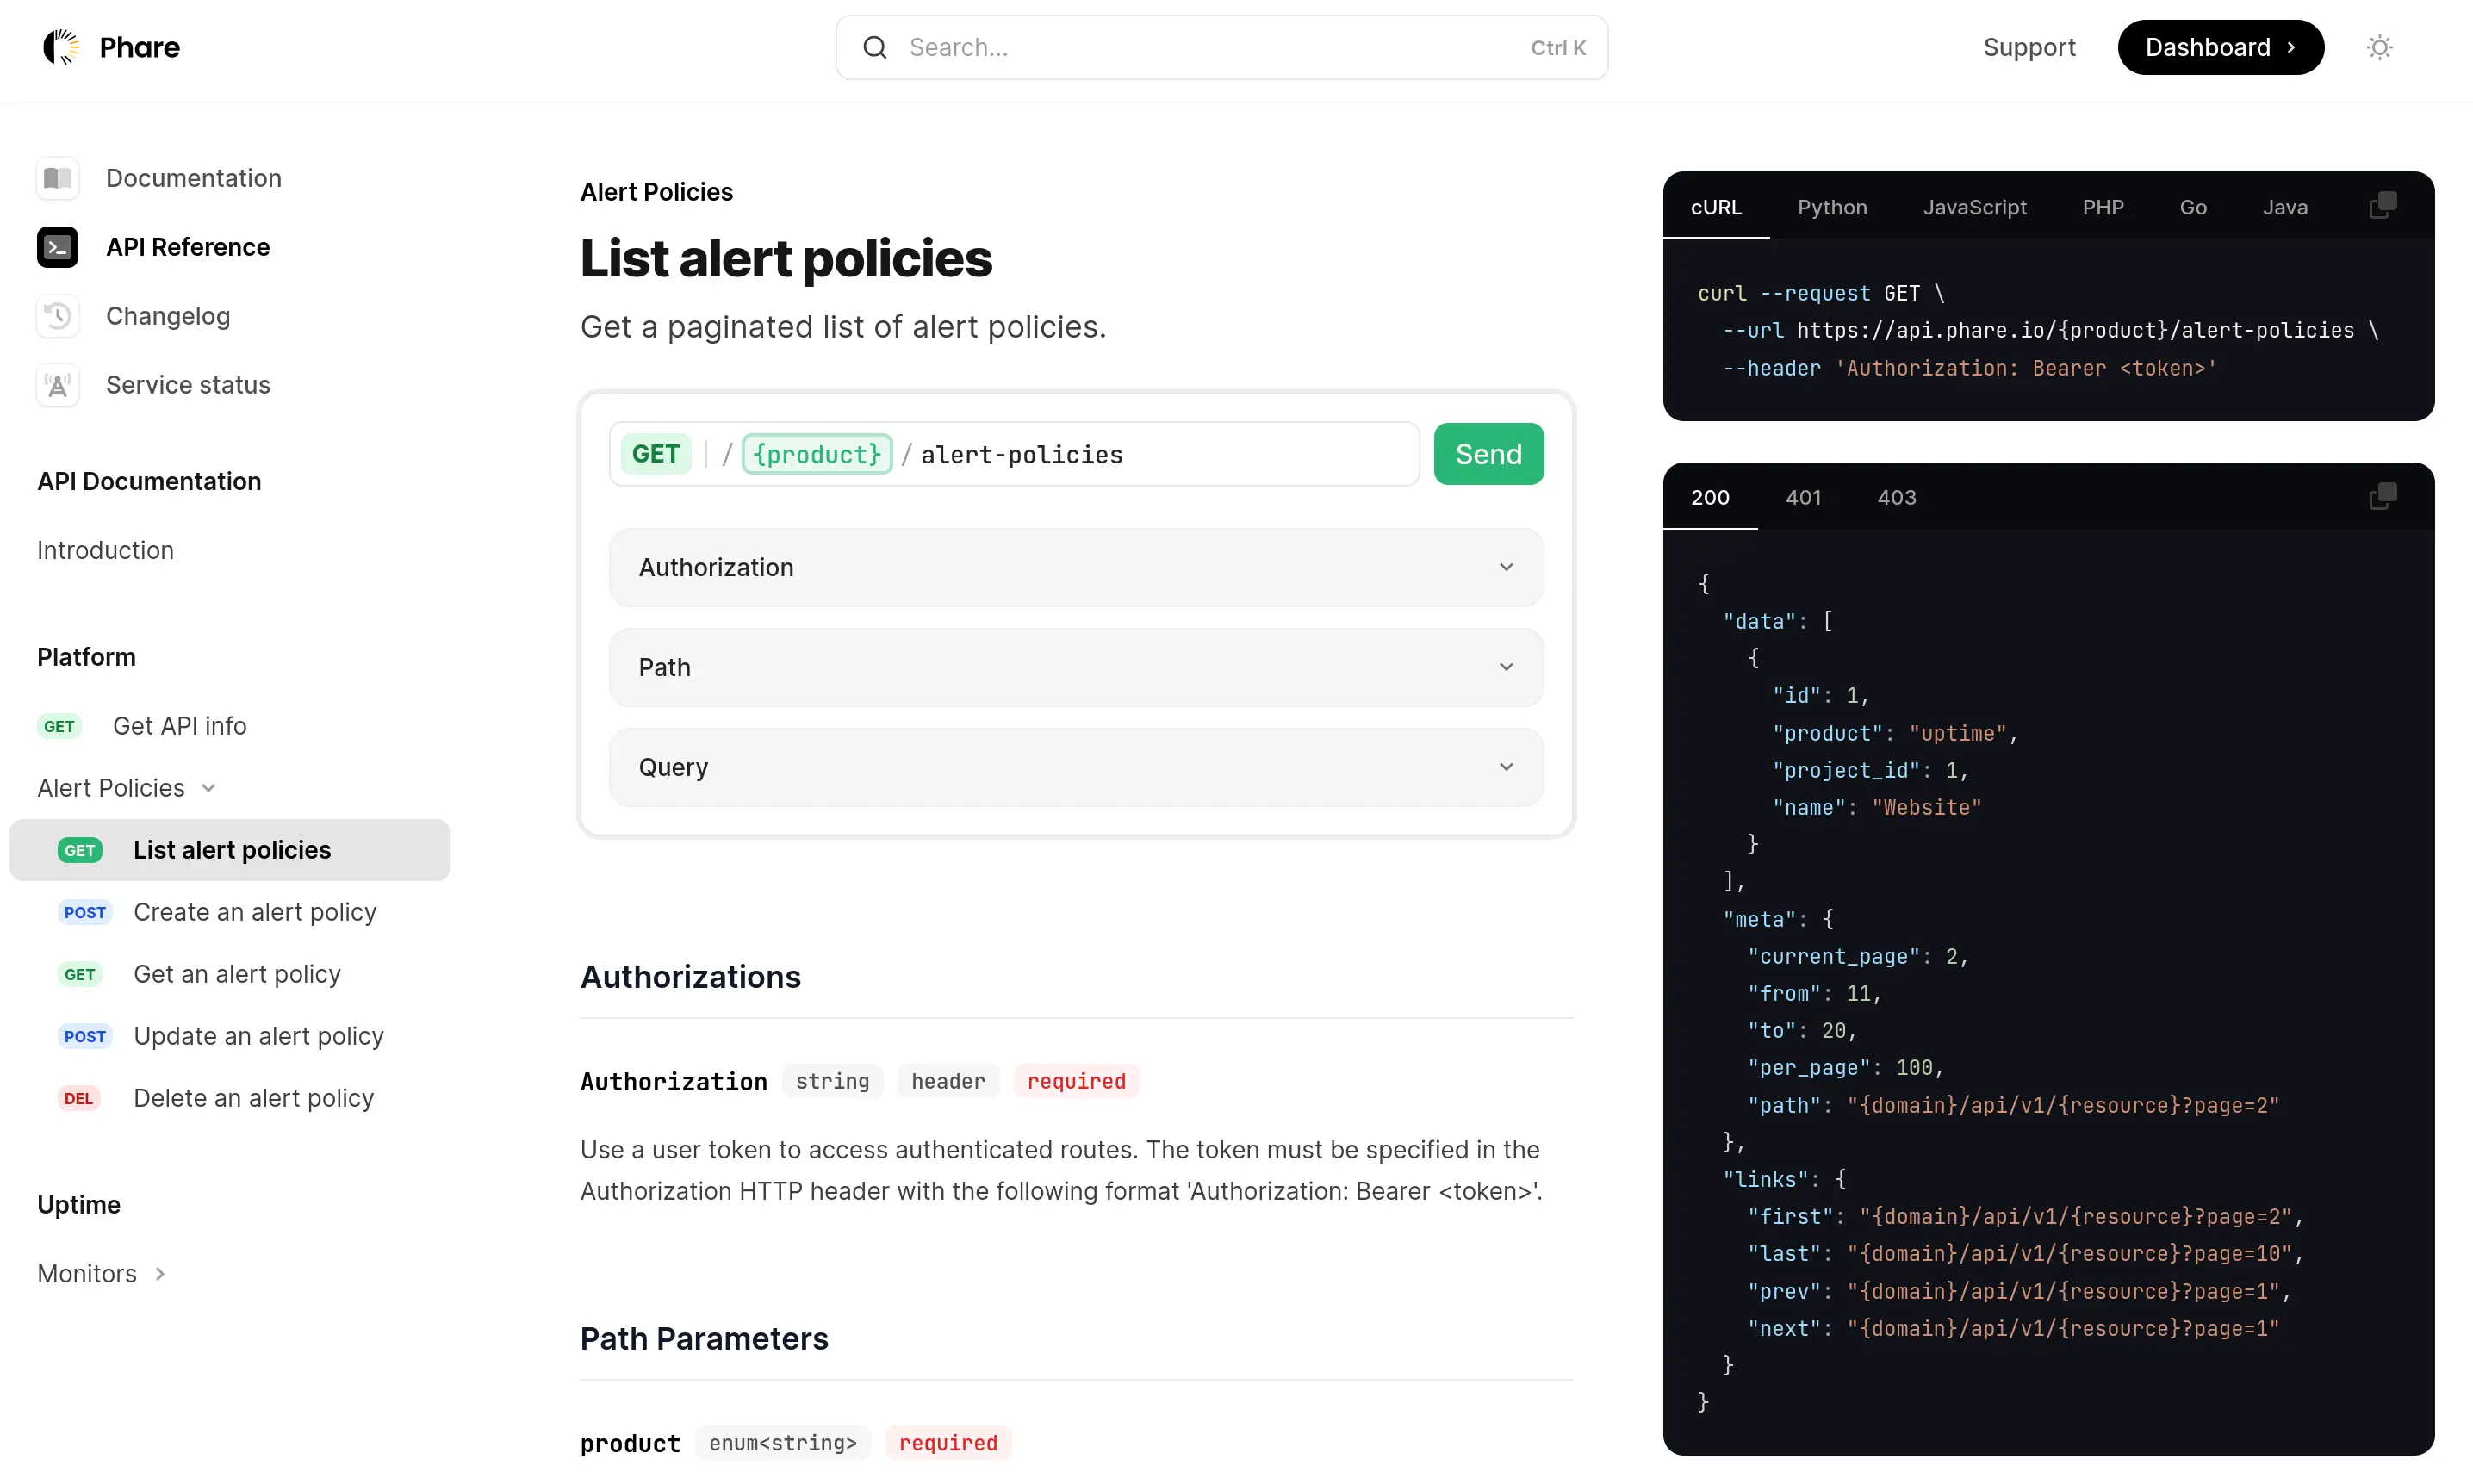 Phare
Search...
Ctrl K
Support
Dashboard
Documentation
API Reference
Changelog
Service status
API Documentation
Introduction
Platform
GET Get API info
Alert Policies
GET List alert policies
POST Create an alert policy
GET Get an alert policy
POST Update an alert policy
DEL Delete an alert policy
Uptime
Monitors
Alert Policies
List alert policies
Get a paginated list of alert policies.
GET / {product} / alert-policies
Send
Authorization
Path
Query
Authorizations
Authorization string header required
Use a user token to access authenticated routes. The token must be specified in the
Authorization HTTP header with the following format 'Authorization: Bearer <token>'.
Path Parameters
product enum<string> required
cURL Python JavaScript PHP Go Java
curl --request GET \
--url https://api.phare.io/{product}/alert-policies \
--header 'Authorization: Bearer <token>'
200 401 403
{
"data": [
{
"id": 1,
"product": "uptime",
"project_id": 1,
"name": "Website"
}
],
"meta": {
"current_page": 2,
"from": 11,
"to": 20,
"per_page": 100,
"path": "{domain}/api/v1/{resource}?page=2"
},
"links": {
"first": "{domain}/api/v1/{resource}?page=2",
"last": "{domain}/api/v1/{resource}?page=10",
"prev": "{domain}/api/v1/{resource}?page=1",
"next": "{domain}/api/v1/{resource}?page=1"
}
}